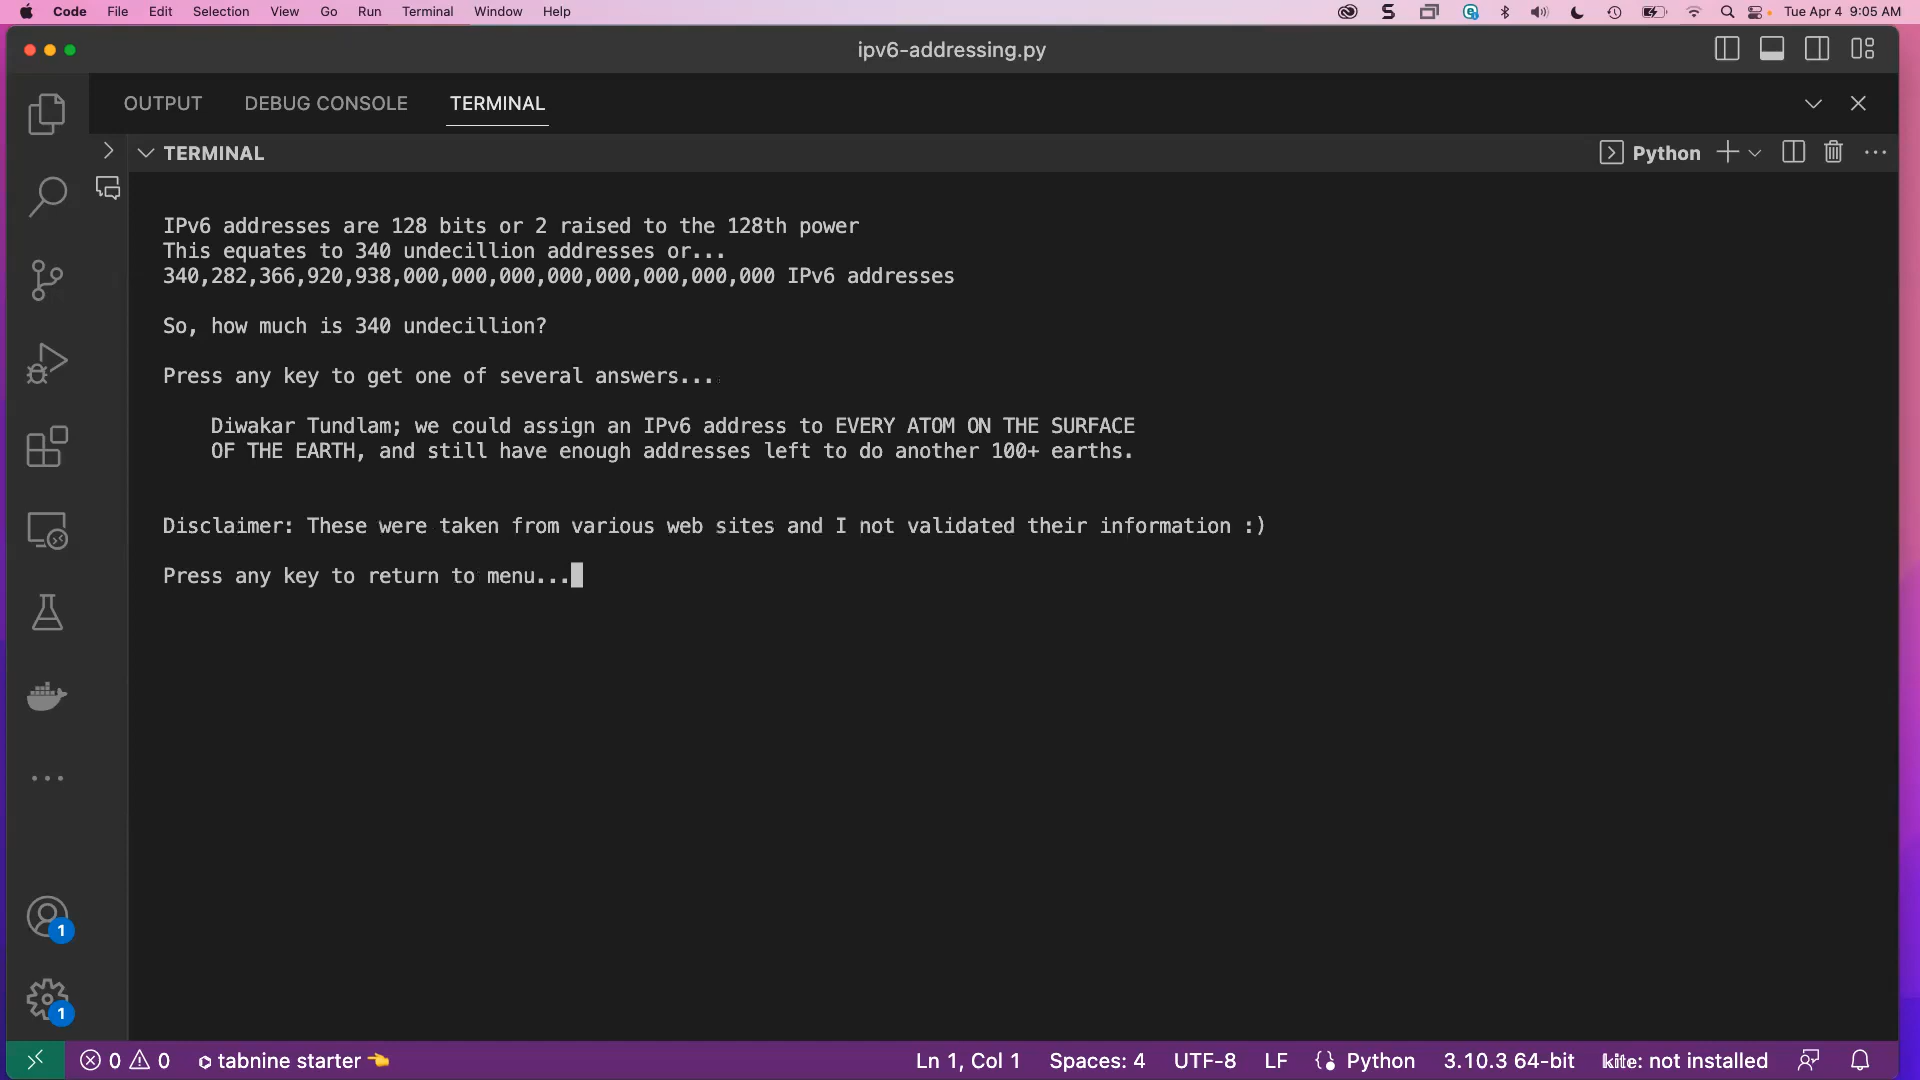 Code File Edit Selection View Go Run Terminal Window Help Tue Apr 4 9:05 AM
ipv6-addressing.py
OUTPUT DEBUG CONSOLE TERMINAL
TERMINAL Python
IPv6 addresses are 128 bits or 2 raised to the 128th power
This equates to 340 undecillion addresses or...
340,282,366,920,938,000,000,000,000,000,000,000,000 IPv6 addresses
So, how much is 340 undecillion?
Press any key to get one of several answers...
Diwakar Tundlam; we could assign an IPv6 address to EVERY ATOM ON THE SURFACE
OF THE EARTH, and still have enough addresses left to do another 100+ earths.
Disclaimer: These were taken from various web sites and I not validated their information :)
Press any key to return to menu...
1
1
0 0 tabnine starter Ln 1, Col 1 Spaces: 4 UTF-8 LF Python 3.10.3 64-bit kite: not installed